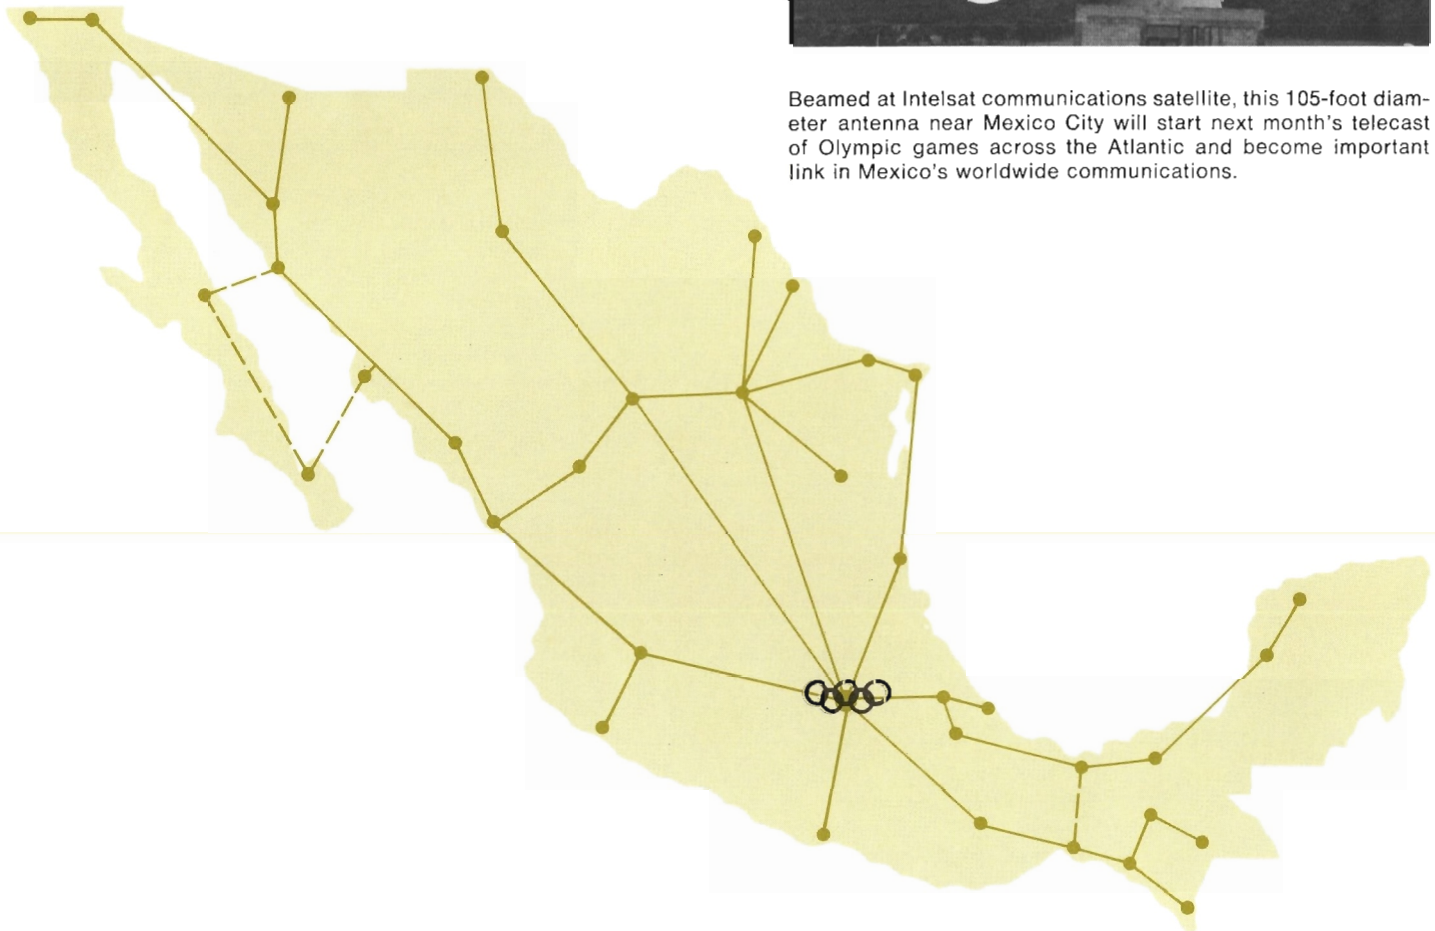 Beamed at Intelsat communications satellite, this 105-foot diam-
eter antenna near Mexico City will start next month's telecast
of Olympic games across the Atlantic and become important
link in Mexico's worldwide communications.